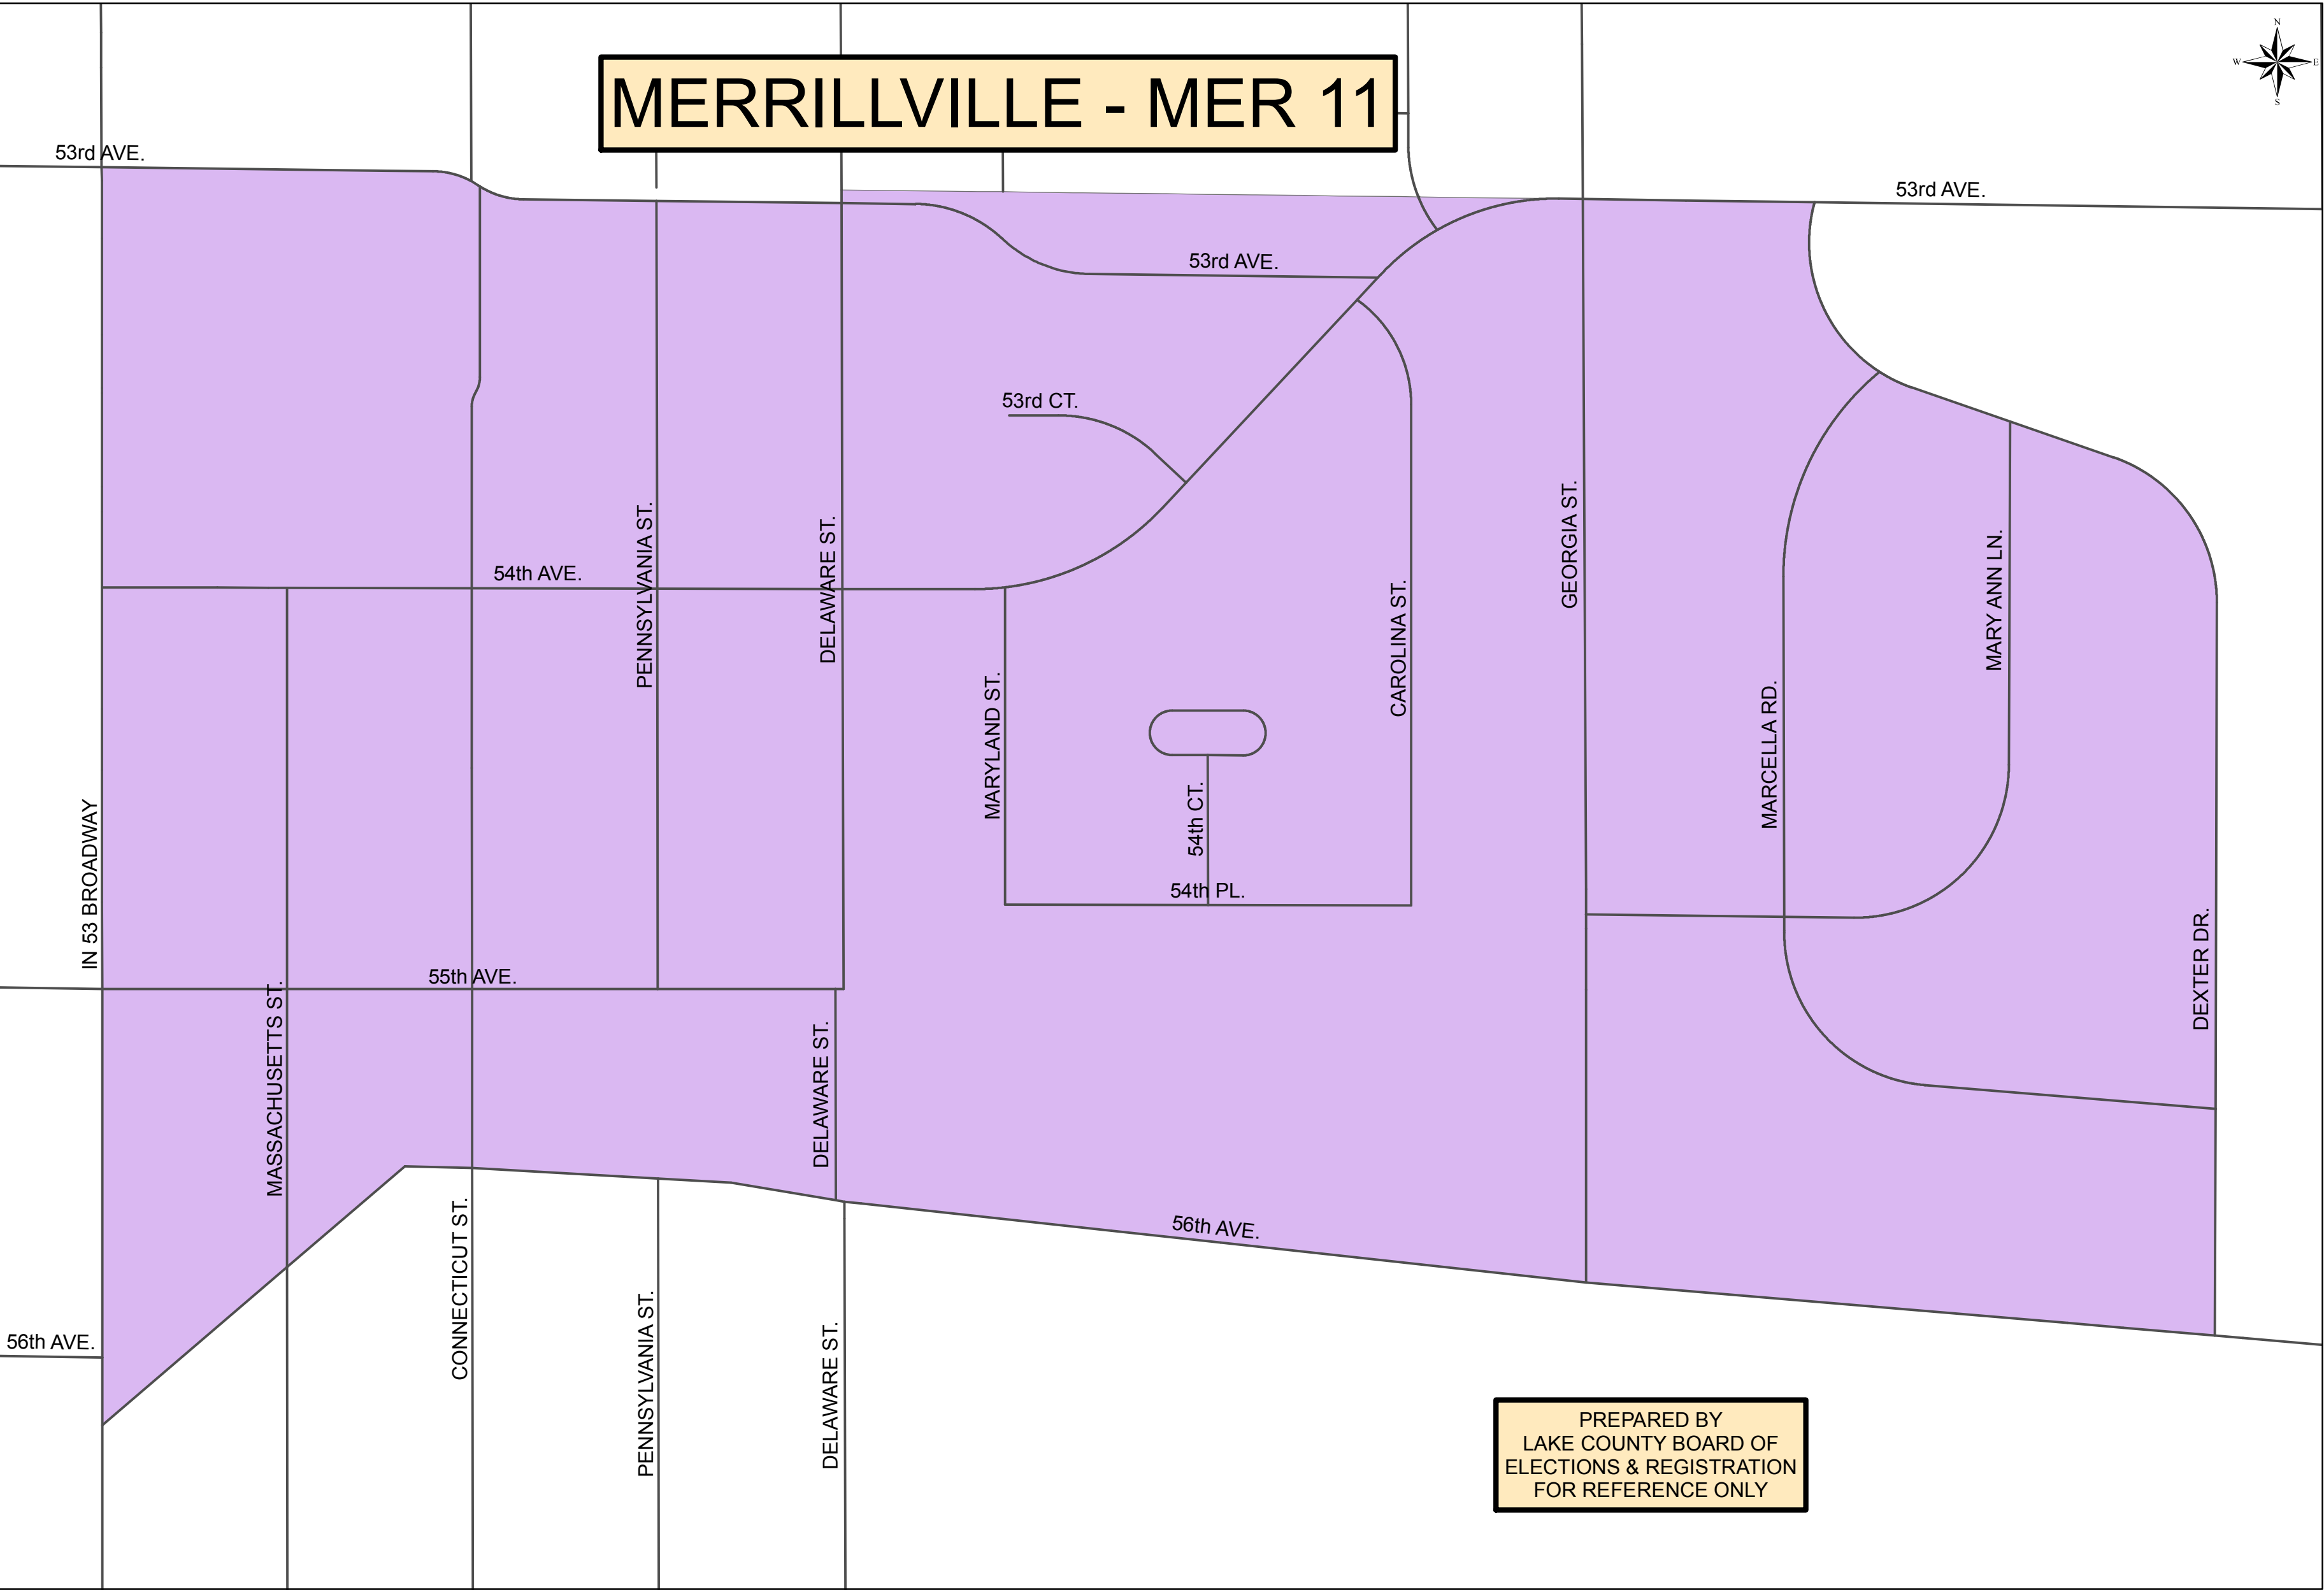 N
W E
S
MERRILLVILLE - MER 11
53rd AVE.
53rd AVE.
53rd AVE.
53rd CT.
54th AVE.
PENNSYLVANIA ST.
DELAWARE ST.
GEORGIA ST.
CAROLINA ST.
MARY ANN LN.
MARYLAND ST.
MARCELLA RD.
54th CT.
54th PL.
IN 53 BROADWAY
55th AVE.
MASSACHUSETTS ST.
DELAWARE ST.
DEXTER DR.
56th AVE.
CONNECTICUT ST.
PENNSYLVANIA ST.
DELAWARE ST.
56th AVE.
PREPARED BY
LAKE COUNTY BOARD OF
ELECTIONS & REGISTRATION
FOR REFERENCE ONLY